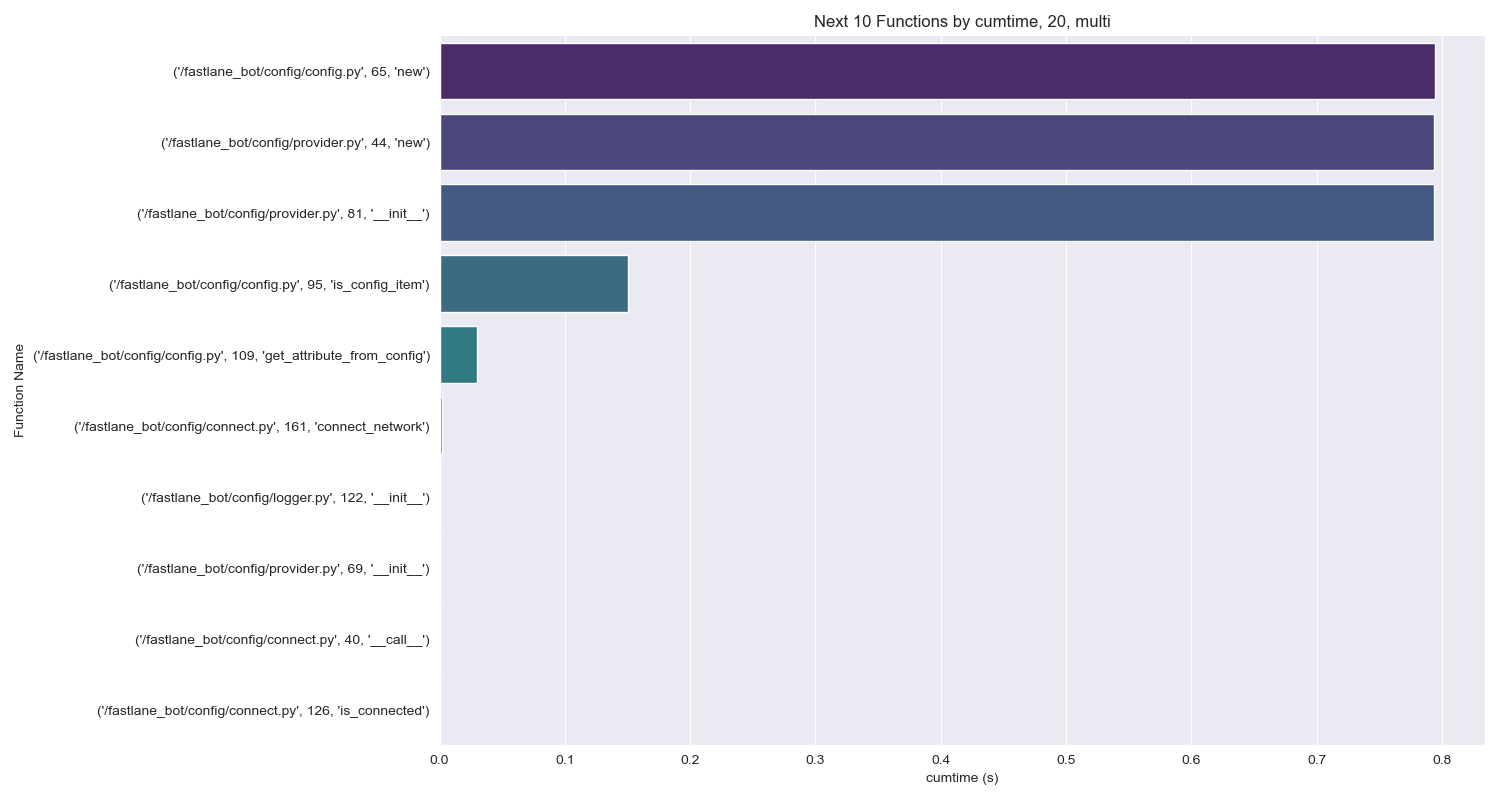 Next 10 Functions by cumtime, 20, multi
('/fastlane_bot/config/config.py', 65, 'new')
('/fastlane_bot/config/provider.py', 44, 'new')
('/fastlane_bot/config/provider.py', 81, '__init__')
('/fastlane_bot/config/config.py', 95, 'is_config_item')
('/fastlane_bot/config/config.py', 109, 'get_attribute_from_config')
('/fastlane_bot/config/connect.py', 161, 'connect_network')
('/fastlane_bot/config/logger.py', 122, '__init__')
('/fastlane_bot/config/provider.py', 69, '__init__')
('/fastlane_bot/config/connect.py', 40, '__call__')
('/fastlane_bot/config/connect.py', 126, 'is_connected')
Function Name
0.0 0.1 0.2 0.3 0.4 0.5 0.6 0.7 0.8
cumtime (s)